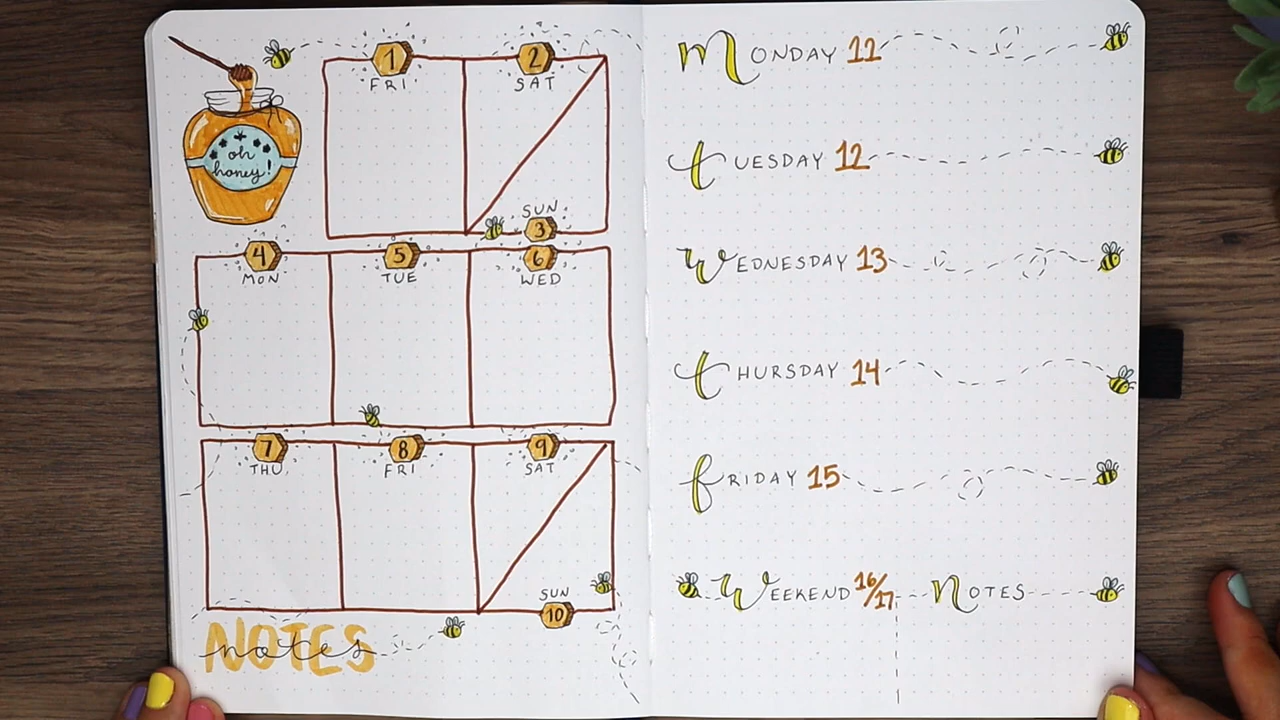 oh
honey!
1 2
FRI SAT
SUN
3
4 5 6
MON TUE WED
7 8 9
THU FRI SAT
SUN
10
NOTES
notes
MONDAY 11
tUESDAY 12
WEDNESDAY 13
tHURSDAY 14
fRIDAY 15
WEEKEND 16/17 NOTES